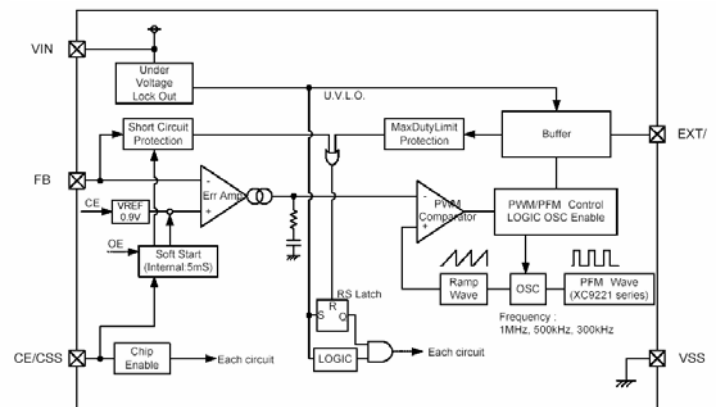 VIN
Under
Voltage
Lock Out
U.V.L.O.
Short Circuit
Protection
MaxDutyLimit
Protection
Buffer
EXT/
FB
Err Amp
-
+
CE
VREF
0.9V
PWM
Comparator
-
+
PWM/PFM Control
LOGIC OSC Enable
OE
Soft Start
(Internal:5mS)
Ramp
Wave
OSC
PFM Wave
(XC9221 series)
RS Latch
R
S
Q
Frequency :
1MHz, 500kHz, 300kHz
CE/CSS
Chip
Enable
Each circuit
LOGIC
Each circuit
VSS